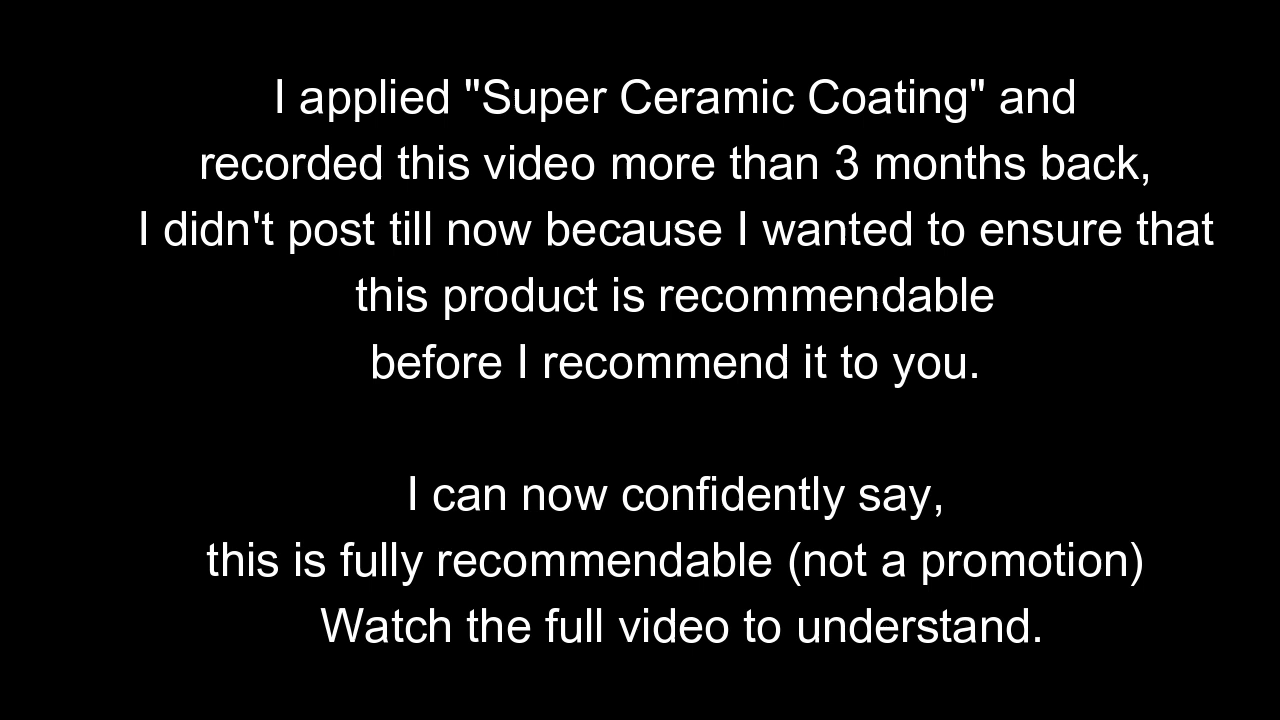 I applied "Super Ceramic Coating" and
recorded this video more than 3 months back,
I didn't post till now because I wanted to ensure that
this product is recommendable
before I recommend it to you.
I can now confidently say,
this is fully recommendable (not a promotion)
Watch the full video to understand.